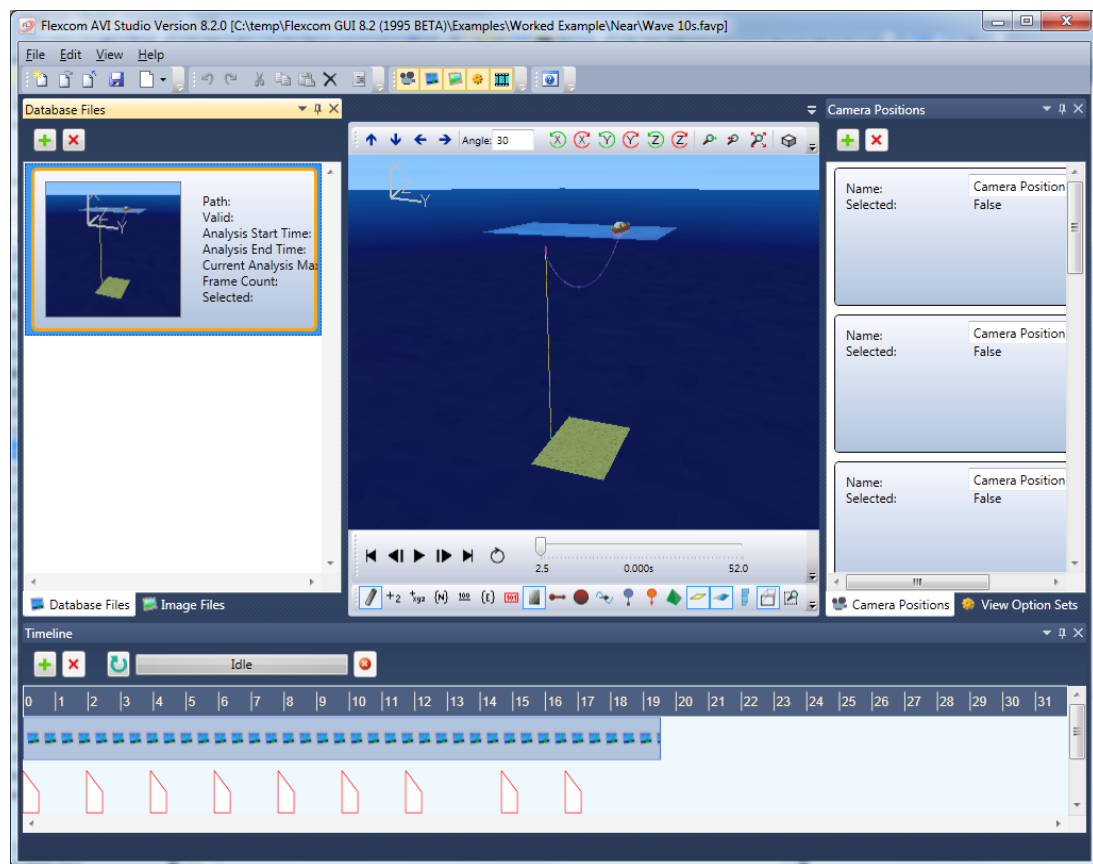 Flexcom AVI Studio Version 8.2.0 [C:\temp\Flexcom GUI 8.2 (1995 BETA)\Examples\Worked Example\Near\Wave 10s.favp]
File Edit View Help
Database Files
Path:
Valid:
Analysis Start Time:
Analysis End Time:
Current Analysis Ma
Frame Count:
Selected:
Database Files Image Files
Angle: 30 X X Y Y Z Z
Y
2.5 0.000s 52.0
+2 +xyz {N} 100 {E} 101
Camera Positions
Name: Camera Position
Selected: False
Name: Camera Position
Selected: False
Name: Camera Position
Selected: False
Camera Positions View Option Sets
Timeline
Idle
0 1 2 3 4 5 6 7 8 9 10 11 12 13 14 15 16 17 18 19 20 21 22 23 24 25 26 27 28 29 30 31